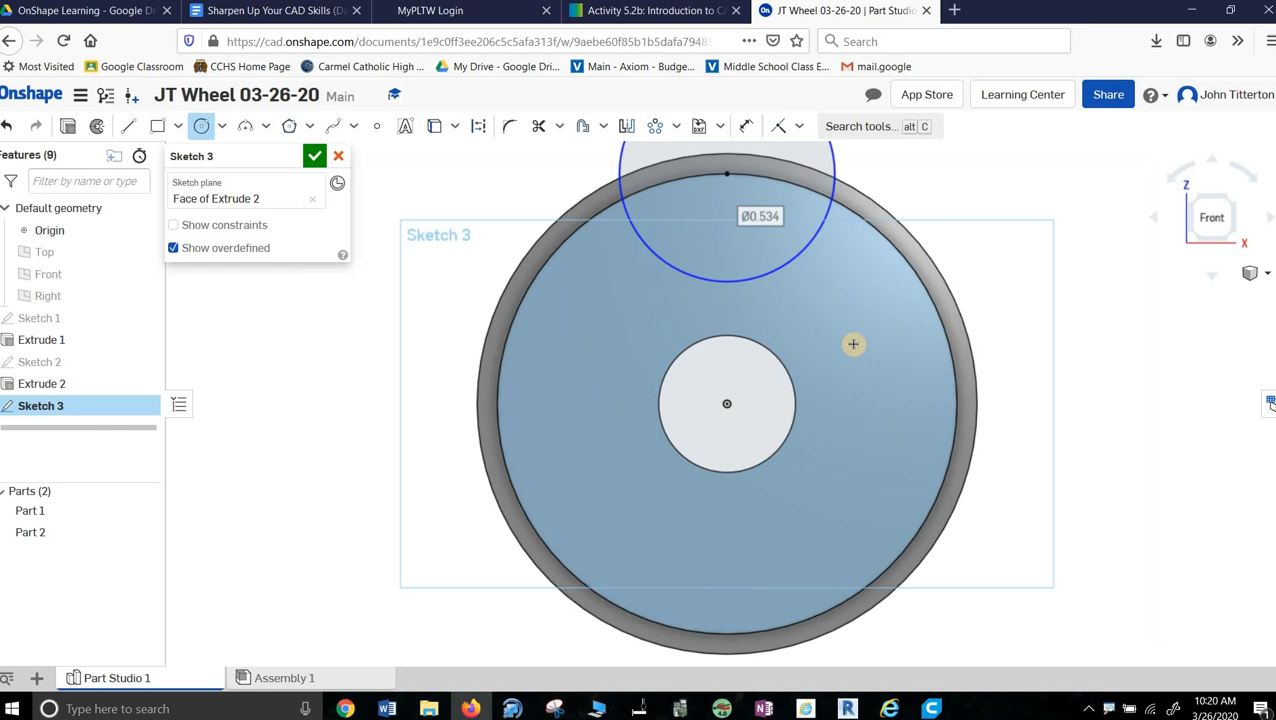 OnShape Learning - Google Dri
Sharpen Up Your CAD Skills (Da
MyPLTW Login
Activity 5.2b: Introduction to C
JT Wheel 03-26-20 | Part Studio
https://cad.onshape.com/documents/1e9c0ff3ee206c5c5afa313f/w/9aebe60f85b1b5dafa7948
Search
Most Visited
Google Classroom
CCHS Home Page
Carmel Catholic High ...
My Drive - Google Dri...
Main - Axiom - Budge...
Middle School Class E...
mail.google
Onshape
JT Wheel 03-26-20
Main
App Store
Learning Center
Share
John Titterton
Search tools...
alt
C
Features (9)
Filter by name or type
Default geometry
Origin
Top
Front
Right
Sketch 1
Extrude 1
Sketch 2
Extrude 2
Sketch 3
Parts (2)
Part 1
Part 2
Sketch 3
Sketch plane
Face of Extrude 2
Show constraints
Show overdefined
Sketch 3
Ø0.534
Z
Front
X
Part Studio 1
Assembly 1
Type here to search
10:20 AM
3/26/2020